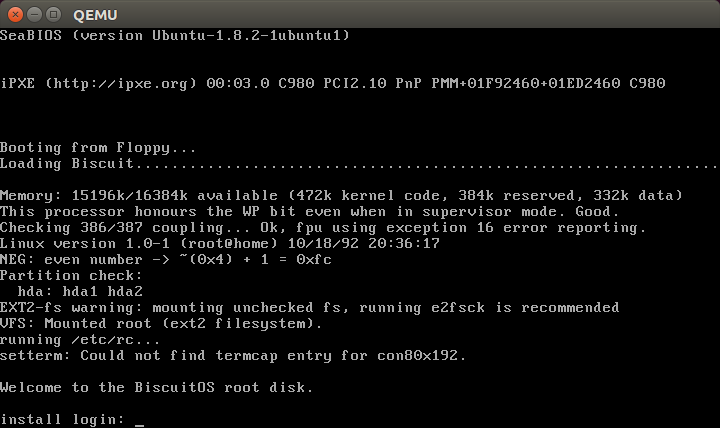 QEMU
SeaBIOS (version Ubuntu-1.8.2-1ubuntu1)
iPXE (http://ipxe.org) 00:03.0 C980 PCI2.10 PnP PMM+01F92460+01ED2460 C980
Booting from Floppy...
Loading Biscuit.................................................................
Memory: 15196k/16384k available (472k kernel code, 384k reserved, 332k data)
This processor honours the WP bit even when in supervisor mode. Good.
Checking 386/387 coupling... Ok, fpu using exception 16 error reporting.
Linux version 1.0-1 (root@home) 10/18/92 20:36:17
NEG: even number -> ~(0x4) + 1 = 0xfc
Partition check:
  hda: hda1 hda2
EXT2-fs warning: mounting unchecked fs, running e2fsck is recommended
VFS: Mounted root (ext2 filesystem).
running /etc/rc...
setterm: Could not find termcap entry for con80x192.
Welcome to the BiscuitOS root disk.
install login: _